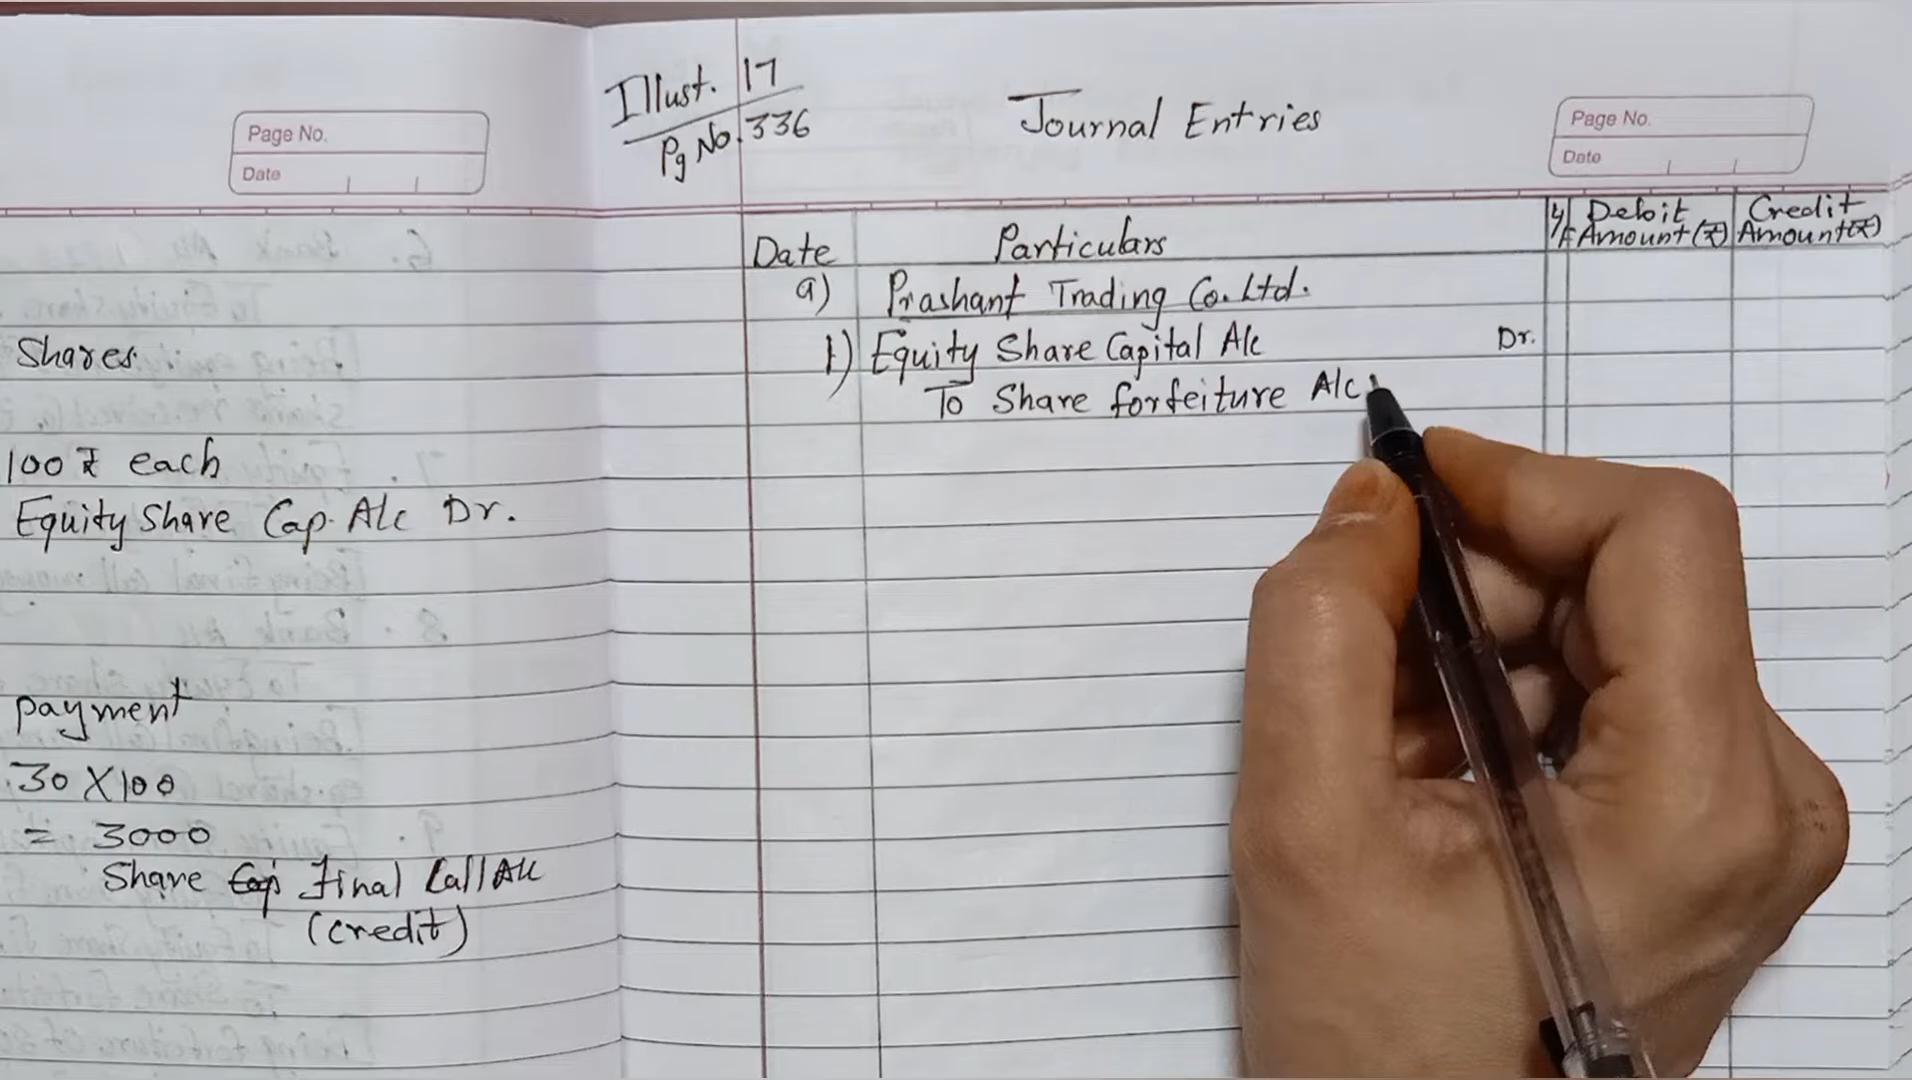 Page No.
Date
Shares.
100 ₹ each
Equity Share Cap. A/c Dr.
payment
30 X 100
= 3000
Share Cap Final Call A/c
(credit)
Illust. 17
Pg No. 336
Journal Entries
Page No.
Date
Date Particulars L/F Debit Amount (₹) Credit Amount (₹)
a) Prashant Trading Co. Ltd.
1) Equity Share Capital A/c Dr.
To Share forfeiture A/c